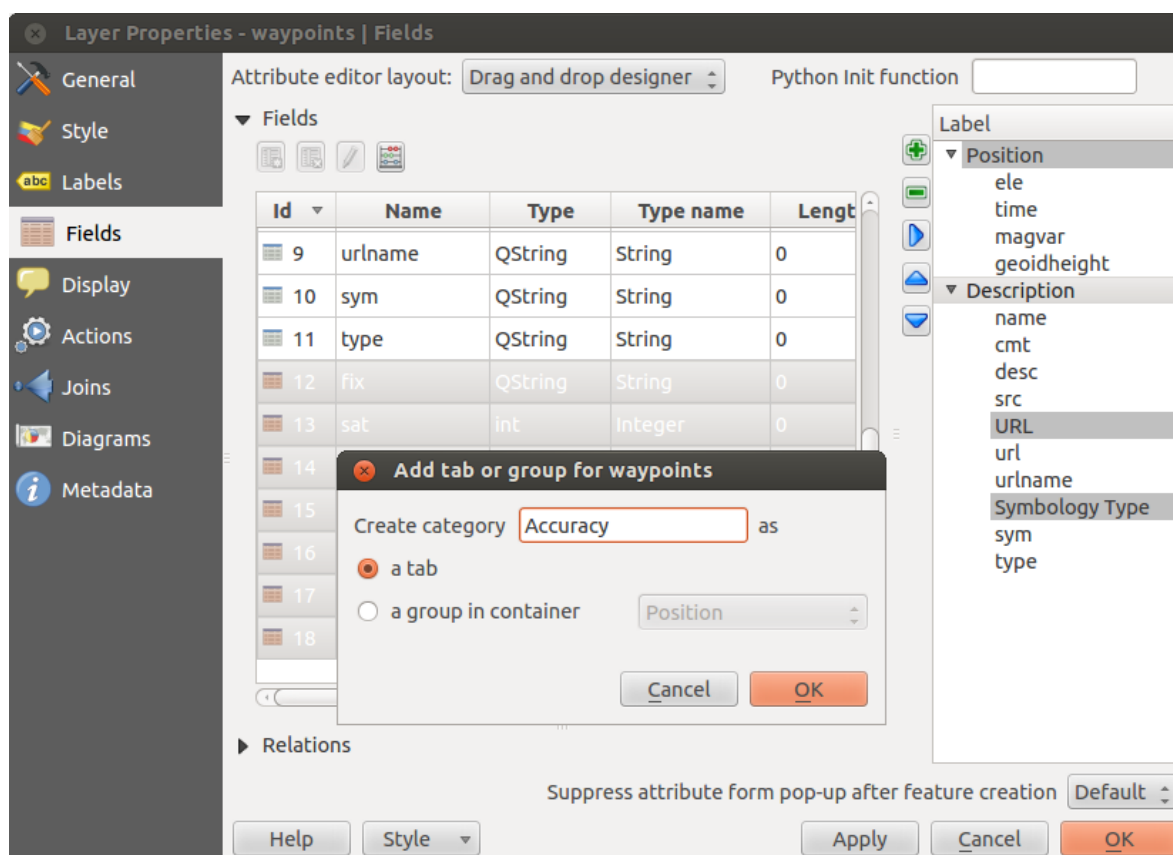 Layer Properties - waypoints | Fields
General
Style
abc Labels
Fields
Display
Actions
Joins
Diagrams
Metadata
Attribute editor layout: Drag and drop designer Python Init function
Fields
Id Name Type Type name Lengt
9 urlname QString String 0
10 sym QString String 0
11 type QString String 0
12 fix QString String 0
13 sat int Integer 0
14
15
16
17
18
Label
Position
ele
time
magvar
geoidheight
Description
name
cmt
desc
src
URL
url
urlname
Symbology Type
sym
type
Add tab or group for waypoints
Create category Accuracy as
a tab
a group in container Position
Cancel OK
Relations
Suppress attribute form pop-up after feature creation Default
Help Style Apply Cancel OK